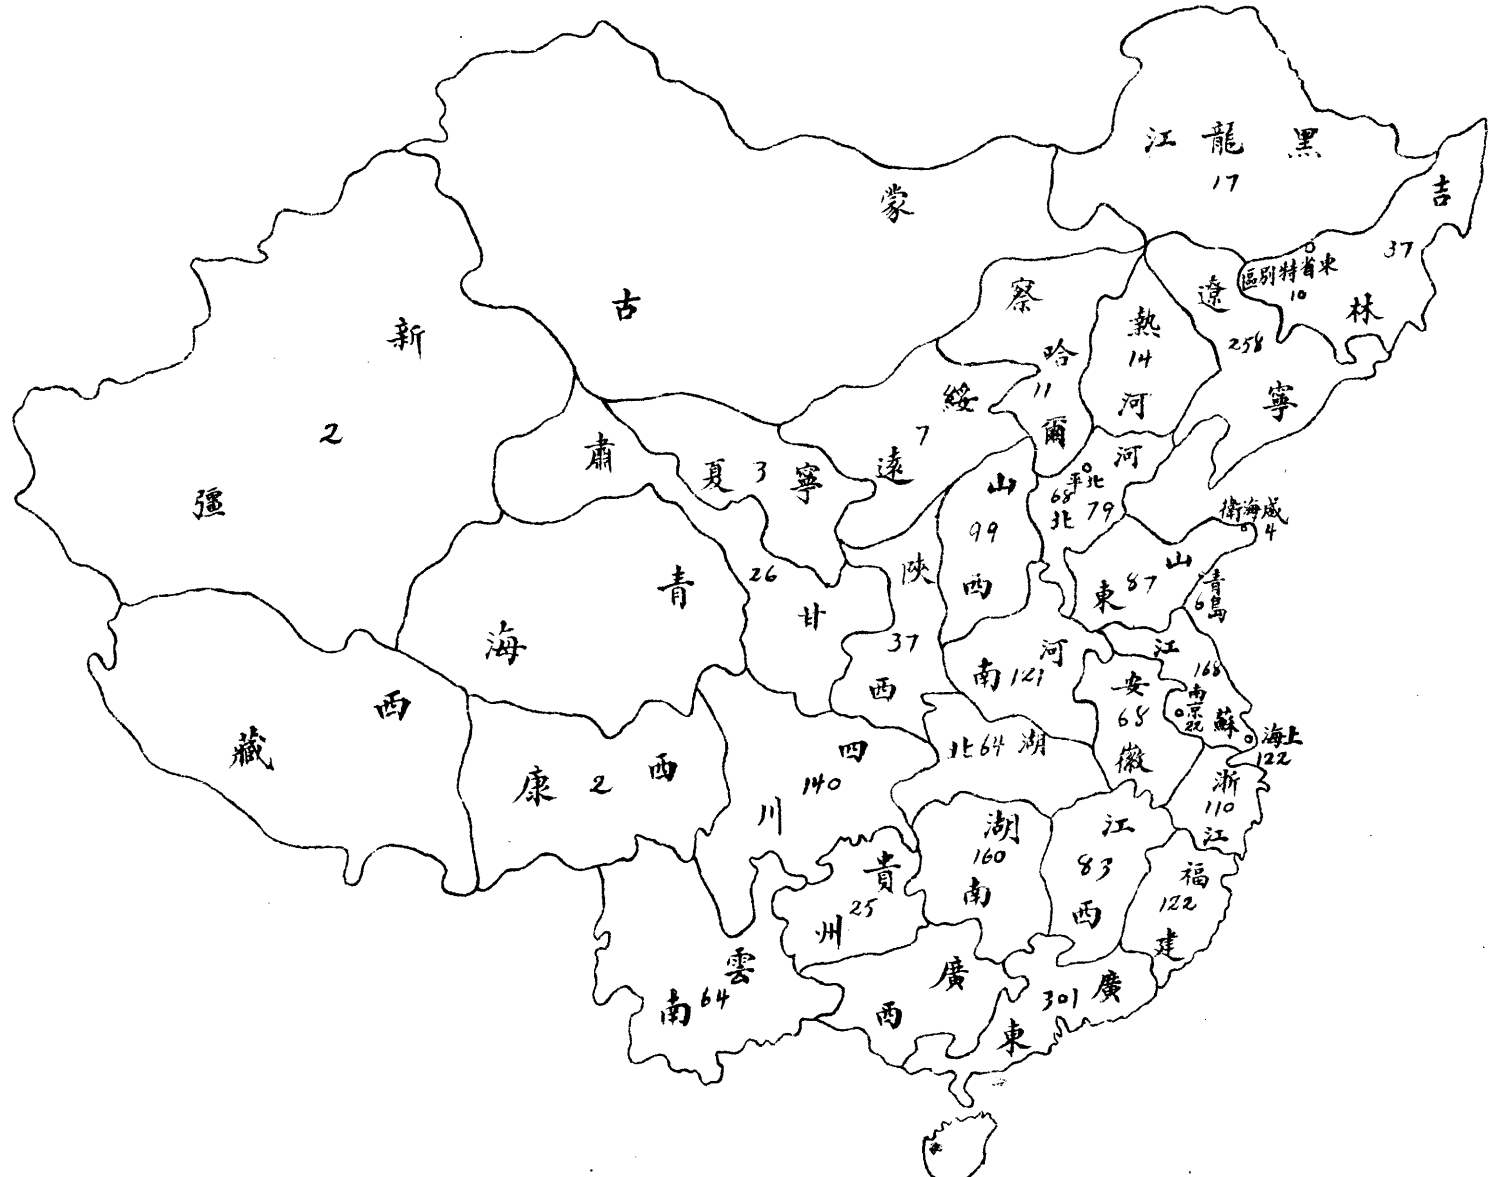 黑龍江
17
吉林
37
東省特別區
10
遼寧
258
熱河
14
察哈爾
11
蒙古
綏遠
7
新疆
2
甘肅
26
寧夏
3
青海
陝西
37
山西
99
河北
79
北平
68
山東
87
威海衛
4
青島
6
河南
121
江蘇
168
南京
22
上海
122
安徽
68
湖北
64
浙江
110
西藏
西康
2
四川
140
湖南
160
江西
83
福建
122
貴州
25
雲南
64
廣西
廣東
301